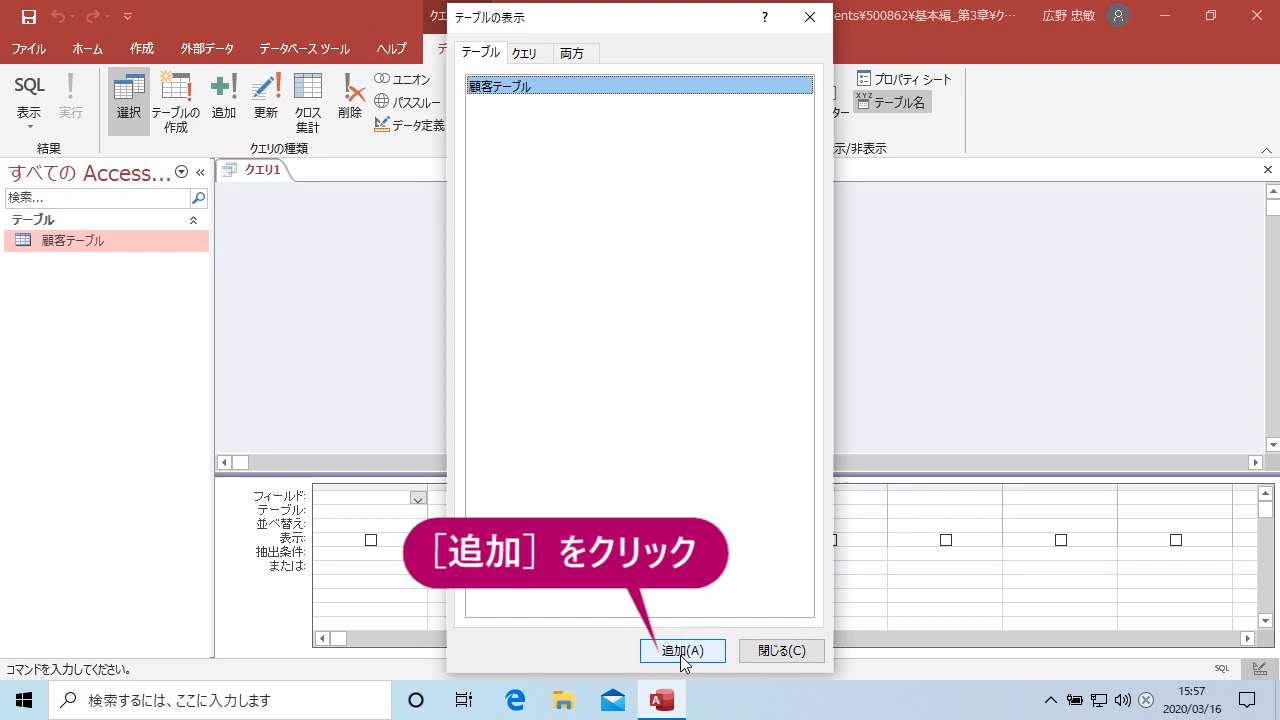 クエ
テーブルの表示
?
ents¥500862¥基本編_第3章¥ク…
広野 忠敏
ファイル
ホーム
作成
外部データ
データベース ツール
ヘルプ
デ
テーブル
クエリ
両方
SQL
表示
実行
結果
選択
テーブルの
作成
追加
更新
クロス
集計
削除
ユニオン
パススルー
データ定義
クエリの種類
顧客テーブル
プロパティ シート
ター
テーブル名
示/非表示
すべての Access...
検索...
テーブル
顧客テーブル
クエリ1
フィールド:
テーブル:
並べ替え:
表示:
抽出条件:
または:
［追加］をクリック
追加(A)
閉じる(C)
コマンドを入力してください。
SQL
検索するには、ここに入力します
15:57
2020/03/16